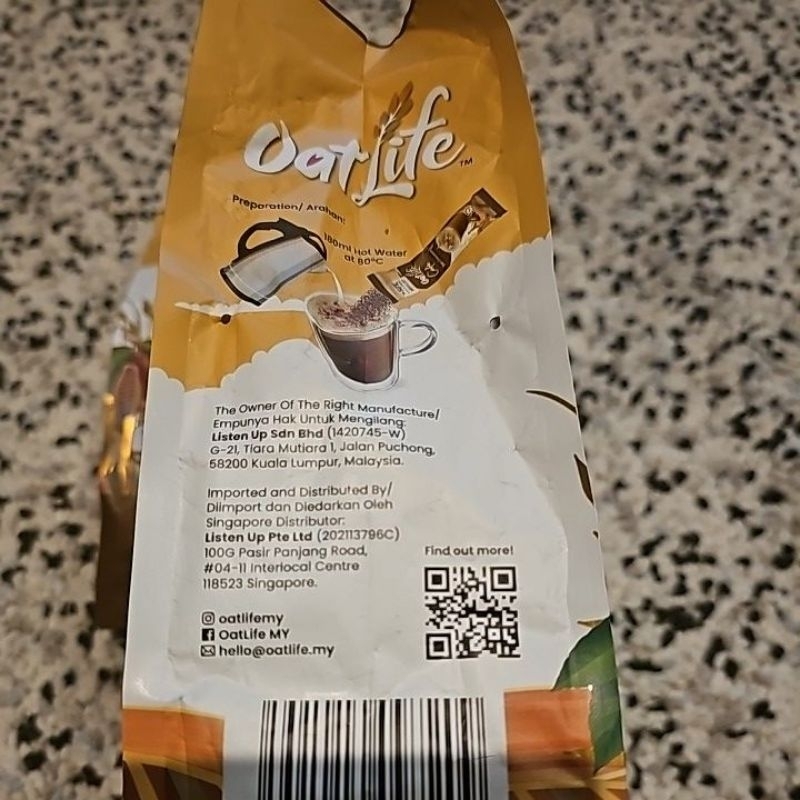 OatLife™
Preparation/ Arahan:
180ml Hot Water
at 80°C
The Owner Of The Right Manufacture/
Empunya Hak Untuk Mengilang:
Listen Up Sdn Bhd (1420745-W)
G-21, Tiara Mutiara 1, Jalan Puchong,
58200 Kuala Lumpur, Malaysia.
Imported and Distributed By/
Diimport dan Diedarkan Oleh
Singapore Distributor:
Listen Up Pte Ltd (202113796C)
100G Pasir Panjang Road,
#04-11 Interlocal Centre
118523 Singapore.
Find out more!
oatlifemy
OatLife MY
hello@oatlife.my